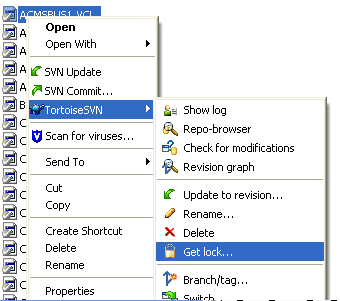 ACMSBUS1.VCL
Open
Open With
SVN Update
SVN Commit...
TortoiseSVN
Scan for viruses...
Send To
Cut
Copy
Create Shortcut
Delete
Rename
Properties
Show log
Repo-browser
Check for modifications
Revision graph
Update to revision...
Rename...
Delete
Get lock...
Branch/tag...
Switch
A
A
A
A
B
C
C
C
C
C
C
C
C
C